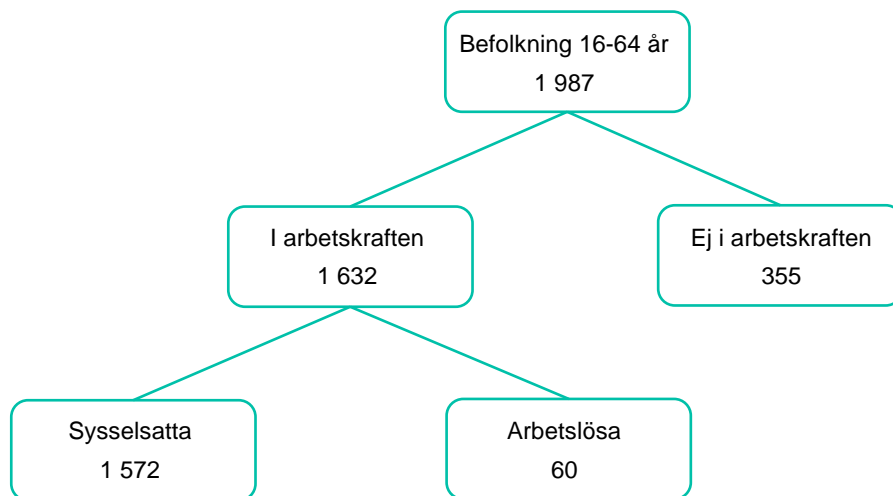 Befolkning 16-64 år
1 987
I arbetskraften
1 632
Ej i arbetskraften
355
Sysselsatta
1 572
Arbetslösa
60